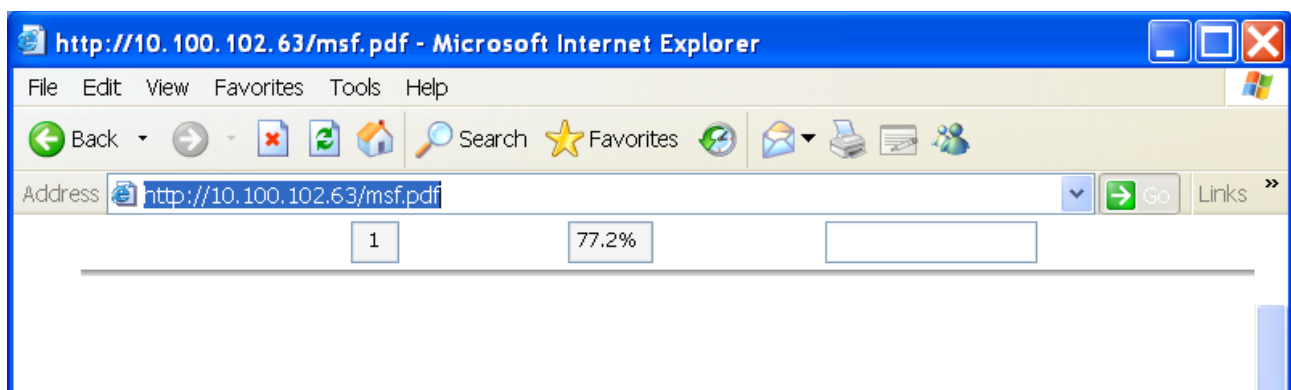 http://10.100.102.63/msf.pdf - Microsoft Internet Explorer
File Edit View Favorites Tools Help
Back Search Favorites
Address http://10.100.102.63/msf.pdf Go Links »
1 77.2%